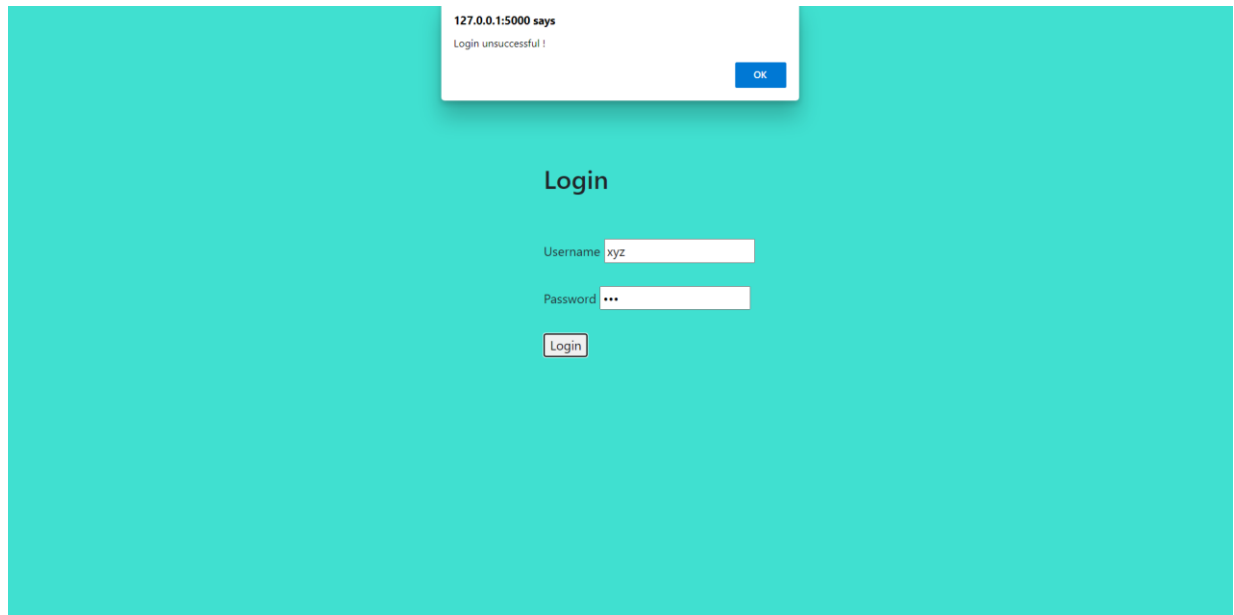 127.0.0.1:5000 says
Login unsuccessful !
OK
Login
Username xyz
Password •••
Login